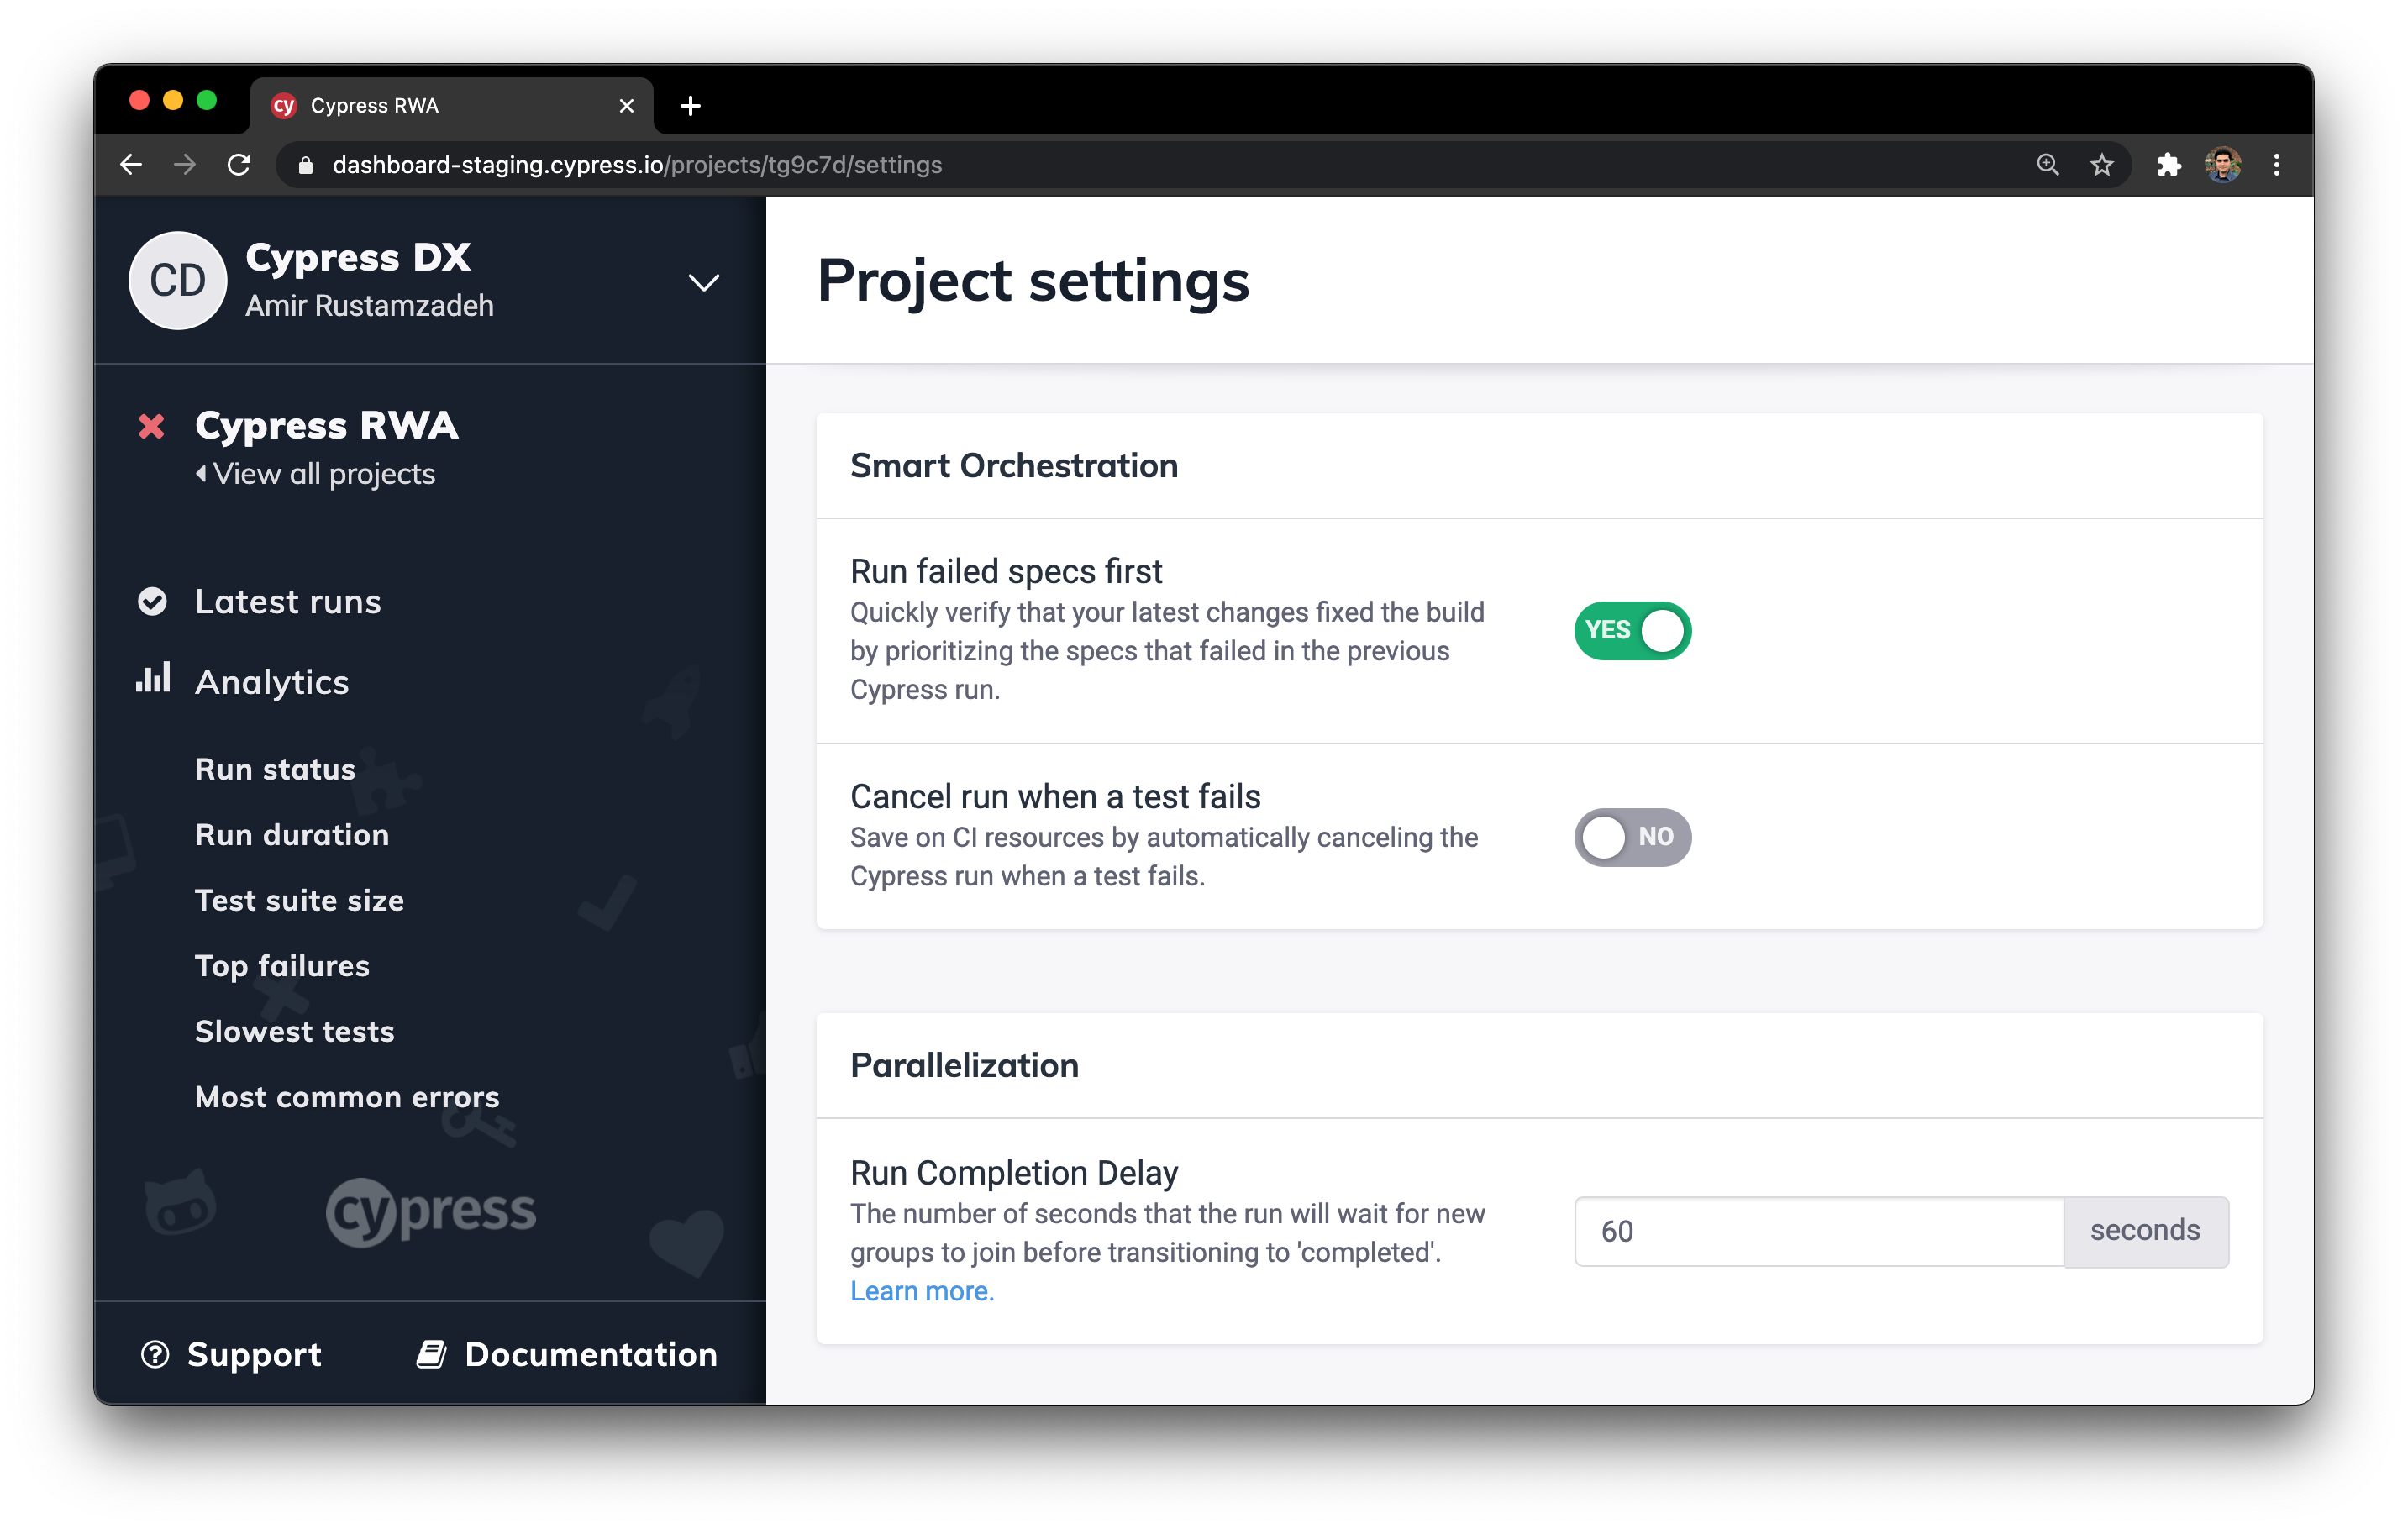 cy Cypress RWA
dashboard-staging.cypress.io/projects/tg9c7d/settings
CD
Cypress DX
Amir Rustamzadeh
Cypress RWA
View all projects
Latest runs
Analytics
Run status
Run duration
Test suite size
Top failures
Slowest tests
Most common errors
cypress
Support
Documentation
Project settings
Smart Orchestration
Run failed specs first
Quickly verify that your latest changes fixed the build
by prioritizing the specs that failed in the previous
Cypress run.
YES
Cancel run when a test fails
Save on CI resources by automatically canceling the
Cypress run when a test fails.
NO
Parallelization
Run Completion Delay
The number of seconds that the run will wait for new
groups to join before transitioning to 'completed'.
Learn more.
60 seconds